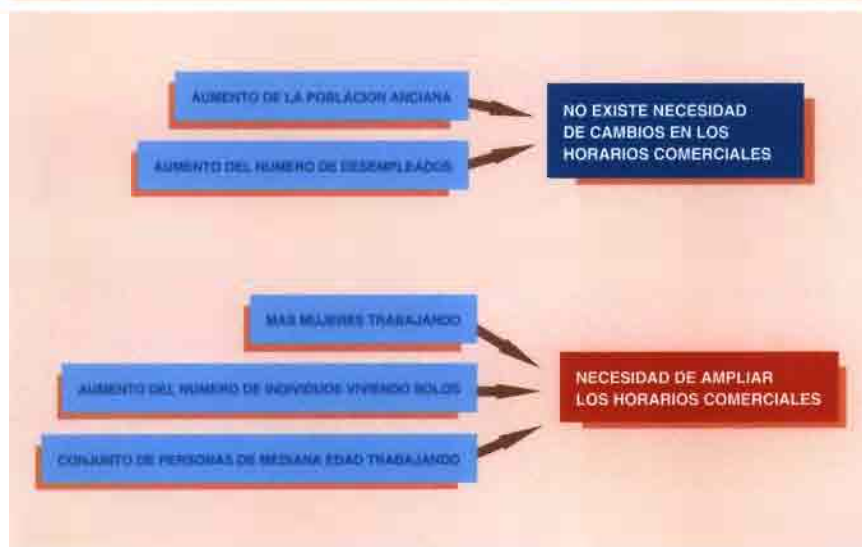 AUMENTO DE LA POBLACION ANCIANA
NO EXISTE NECESIDAD
DE CAMBIOS EN LOS
HORARIOS COMERCIALES
AUMENTO DEL NUMERO DE DESEMPLEADOS
MAS MUJERES TRABAJANDO
AUMENTO DEL NUMERO DE INDIVIDUOS VIVIENDO SOLOS
NECESIDAD DE AMPLIAR
LOS HORARIOS COMERCIALES
CONJUNTO DE PERSONAS DE MEDIANA EDAD TRABAJANDO